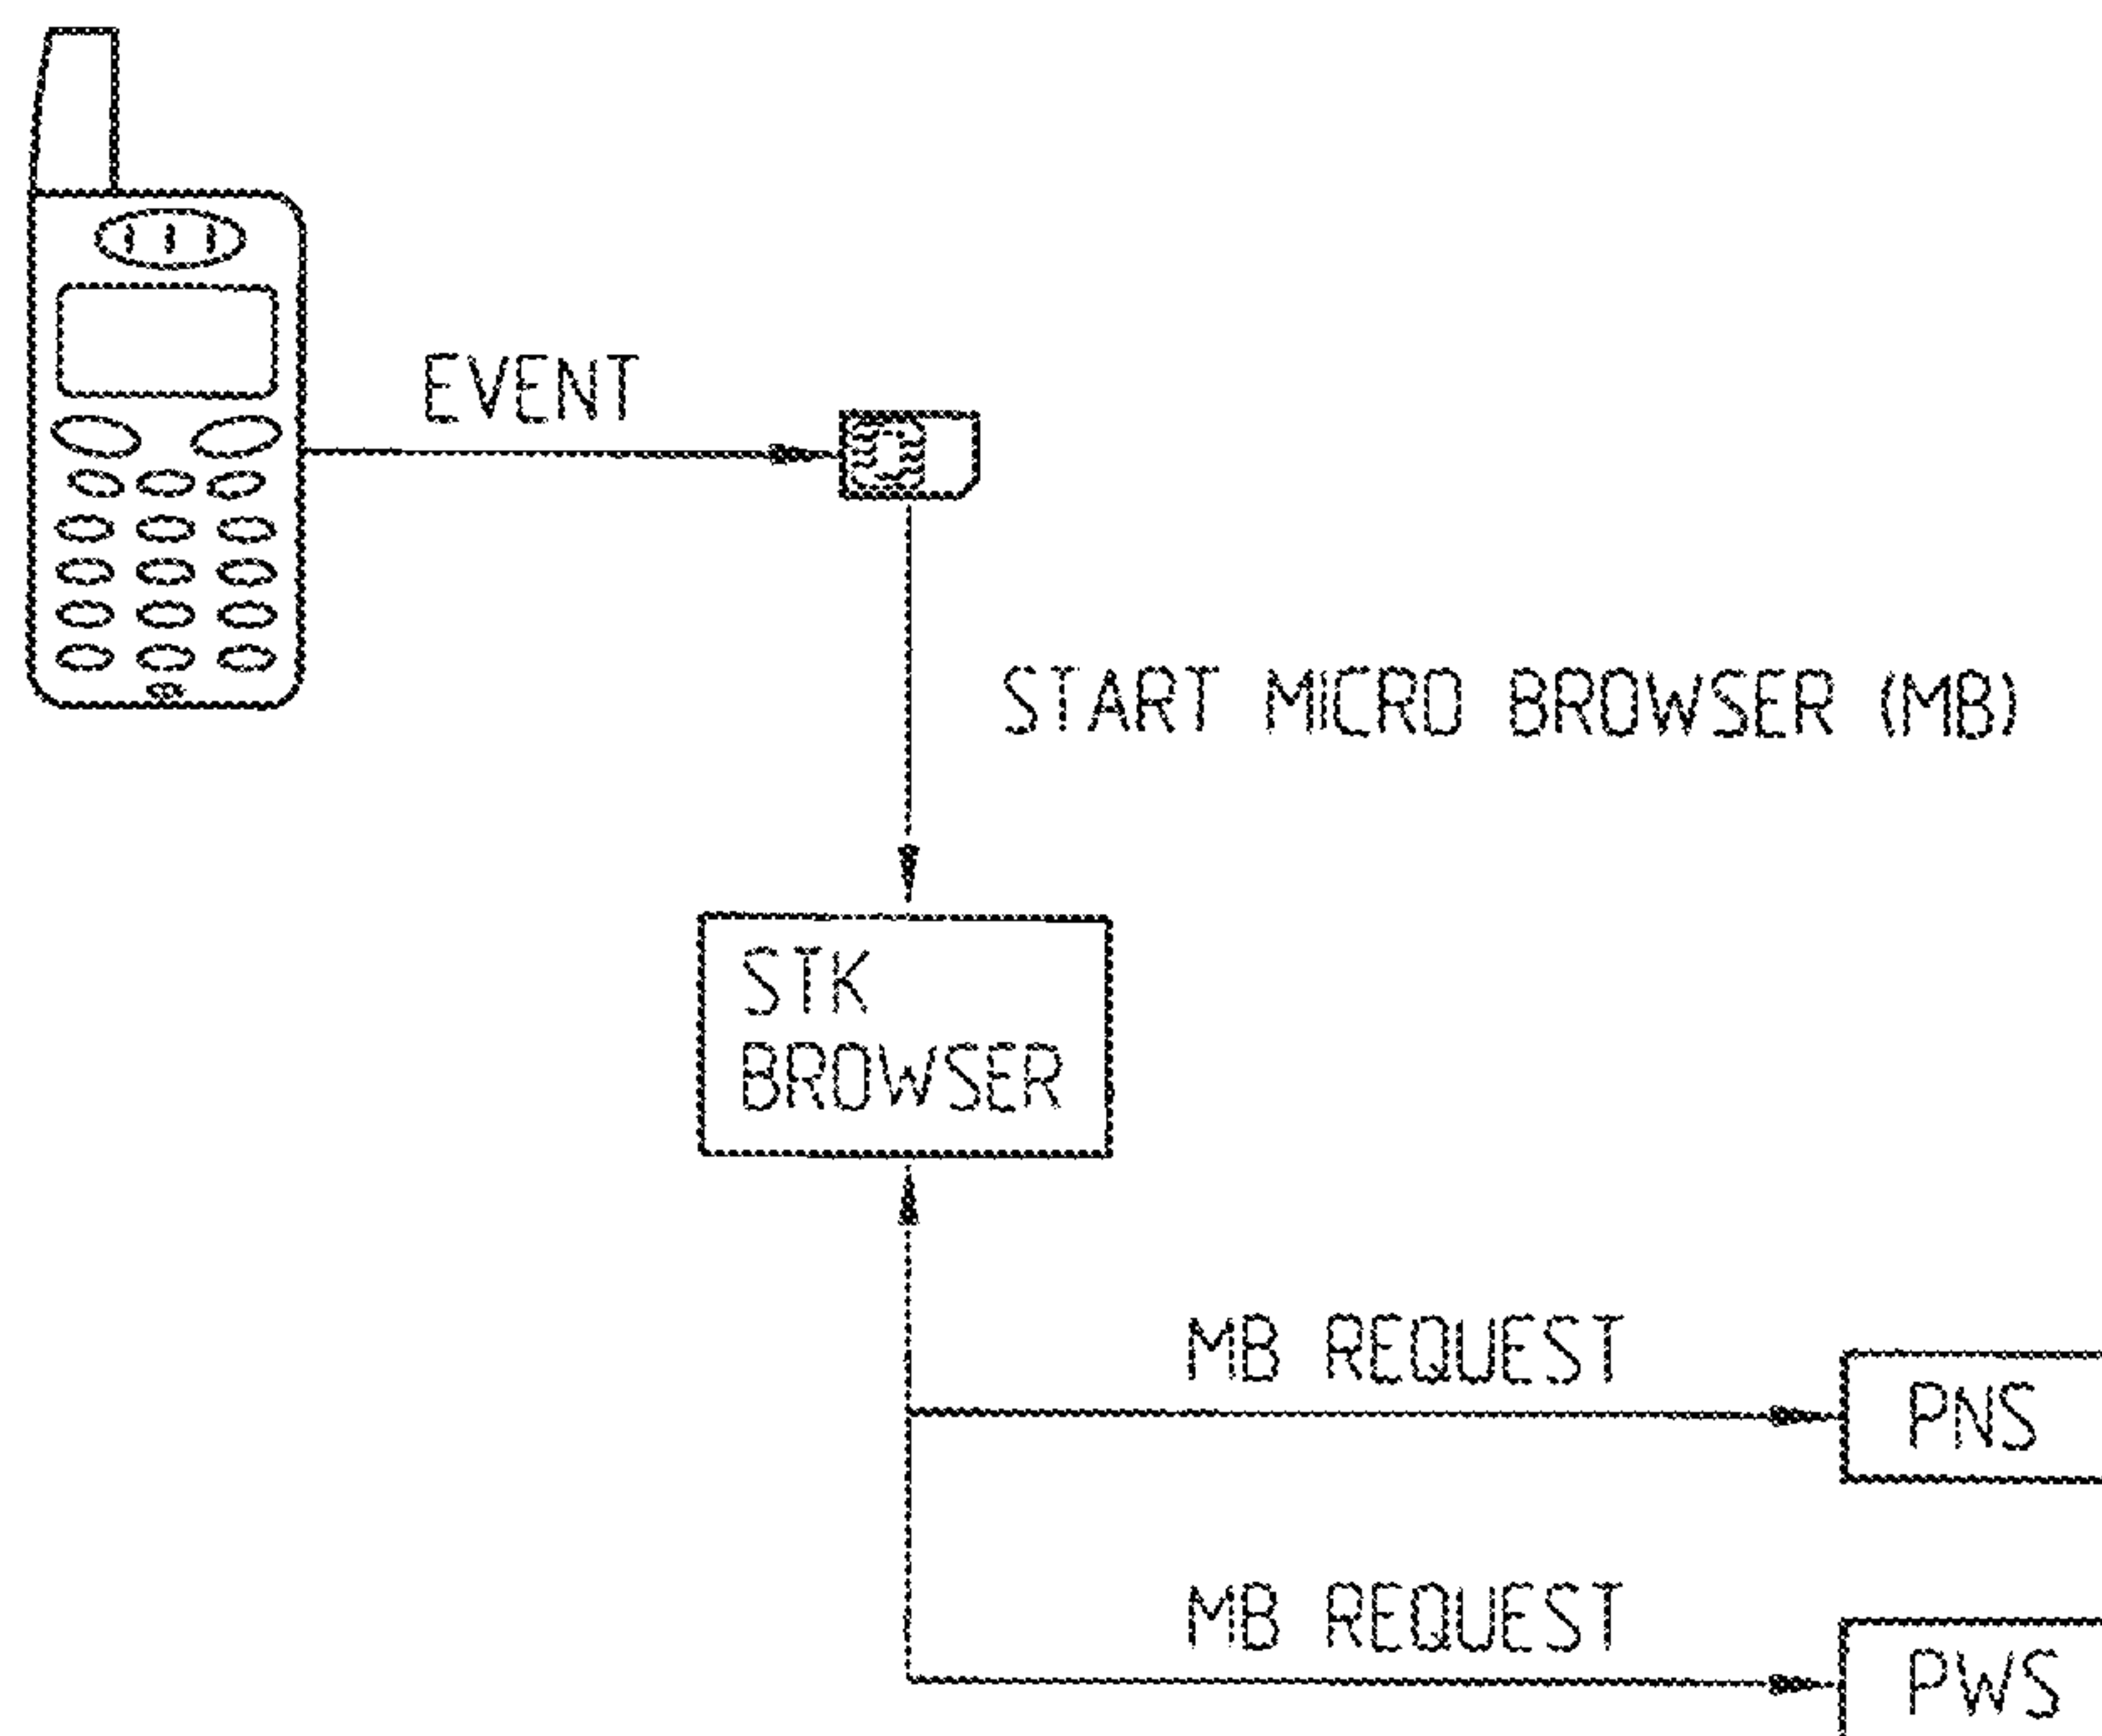 EVENT
START MICRO BROWSER (MB)
STK
BROWSER
MB REQUEST
PNS
MB REQUEST
PWS